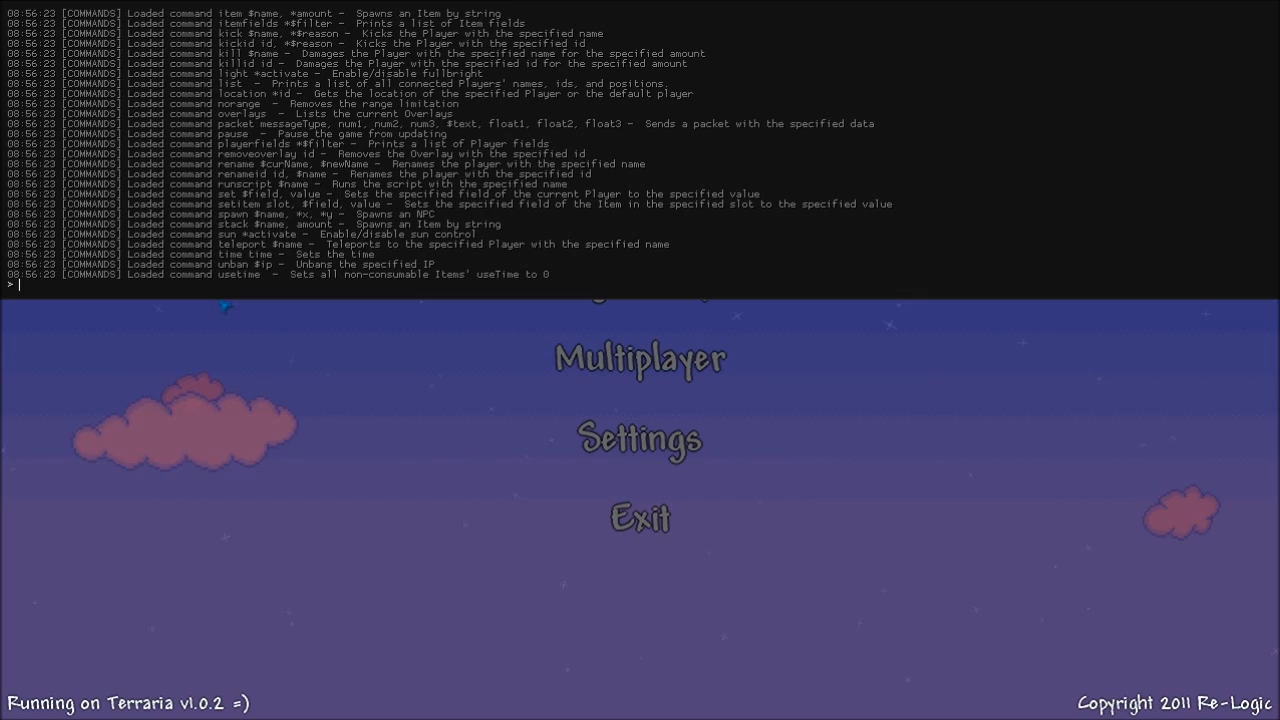 08:56:23 [COMMANDS] Loaded command item $name, *amount - Spawns an Item by string
08:56:23 [COMMANDS] Loaded command itemfields *$filter - Prints a list of Item fields
08:56:23 [COMMANDS] Loaded command kick $name, *$reason - Kicks the Player with the specified name
08:56:23 [COMMANDS] Loaded command kickid id, *$reason - Kicks the Player with the specified id
08:56:23 [COMMANDS] Loaded command kill $name - Damages the Player with the specified name for the specified amount
08:56:23 [COMMANDS] Loaded command killid id - Damages the Player with the specified id for the specified amount
08:56:23 [COMMANDS] Loaded command light *activate - Enable/disable fullbright
08:56:23 [COMMANDS] Loaded command list - Prints a list of all connected Players' names, ids, and positions.
08:56:23 [COMMANDS] Loaded command location *id - Gets the location of the specified Player or the default player
08:56:23 [COMMANDS] Loaded command norange - Removes the range limitation
08:56:23 [COMMANDS] Loaded command overlays - Lists the current Overlays
08:56:23 [COMMANDS] Loaded command packet messageType, num1, num2, num3, $text, float1, float2, float3 - Sends a packet with the specified data
08:56:23 [COMMANDS] Loaded command pause - Pause the game from updating
08:56:23 [COMMANDS] Loaded command playerfields *$filter - Prints a list of Player fields
08:56:23 [COMMANDS] Loaded command removeoverlay id - Removes the Overlay with the specified id
08:56:23 [COMMANDS] Loaded command rename $curName, $newName - Renames the player with the specified name
08:56:23 [COMMANDS] Loaded command renameid id, $name - Renames the player with the specified id
08:56:23 [COMMANDS] Loaded command runscript $name - Runs the script with the specified name
08:56:23 [COMMANDS] Loaded command set $field, value - Sets the specified field of the current Player to the specified value
08:56:23 [COMMANDS] Loaded command setitem slot, $field, value - Sets the specified field of the Item in the specified slot to the specified value
08:56:23 [COMMANDS] Loaded command spawn $name, *x, *y - Spawns an NPC
08:56:23 [COMMANDS] Loaded command stack $name, amount - Spawns an Item by string
08:56:23 [COMMANDS] Loaded command sun *activate - Enable/disable sun control
08:56:23 [COMMANDS] Loaded command teleport $name - Teleports to the specified Player with the specified name
08:56:23 [COMMANDS] Loaded command time time - Sets the time
08:56:23 [COMMANDS] Loaded command unban $ip - Unbans the specified IP
08:56:23 [COMMANDS] Loaded command usetime - Sets all non-consumable Items' useTime to 0
>
Multiplayer
Settings
Exit
Running on Terraria v1.0.2 =)
Copyright 2011 Re-Logic